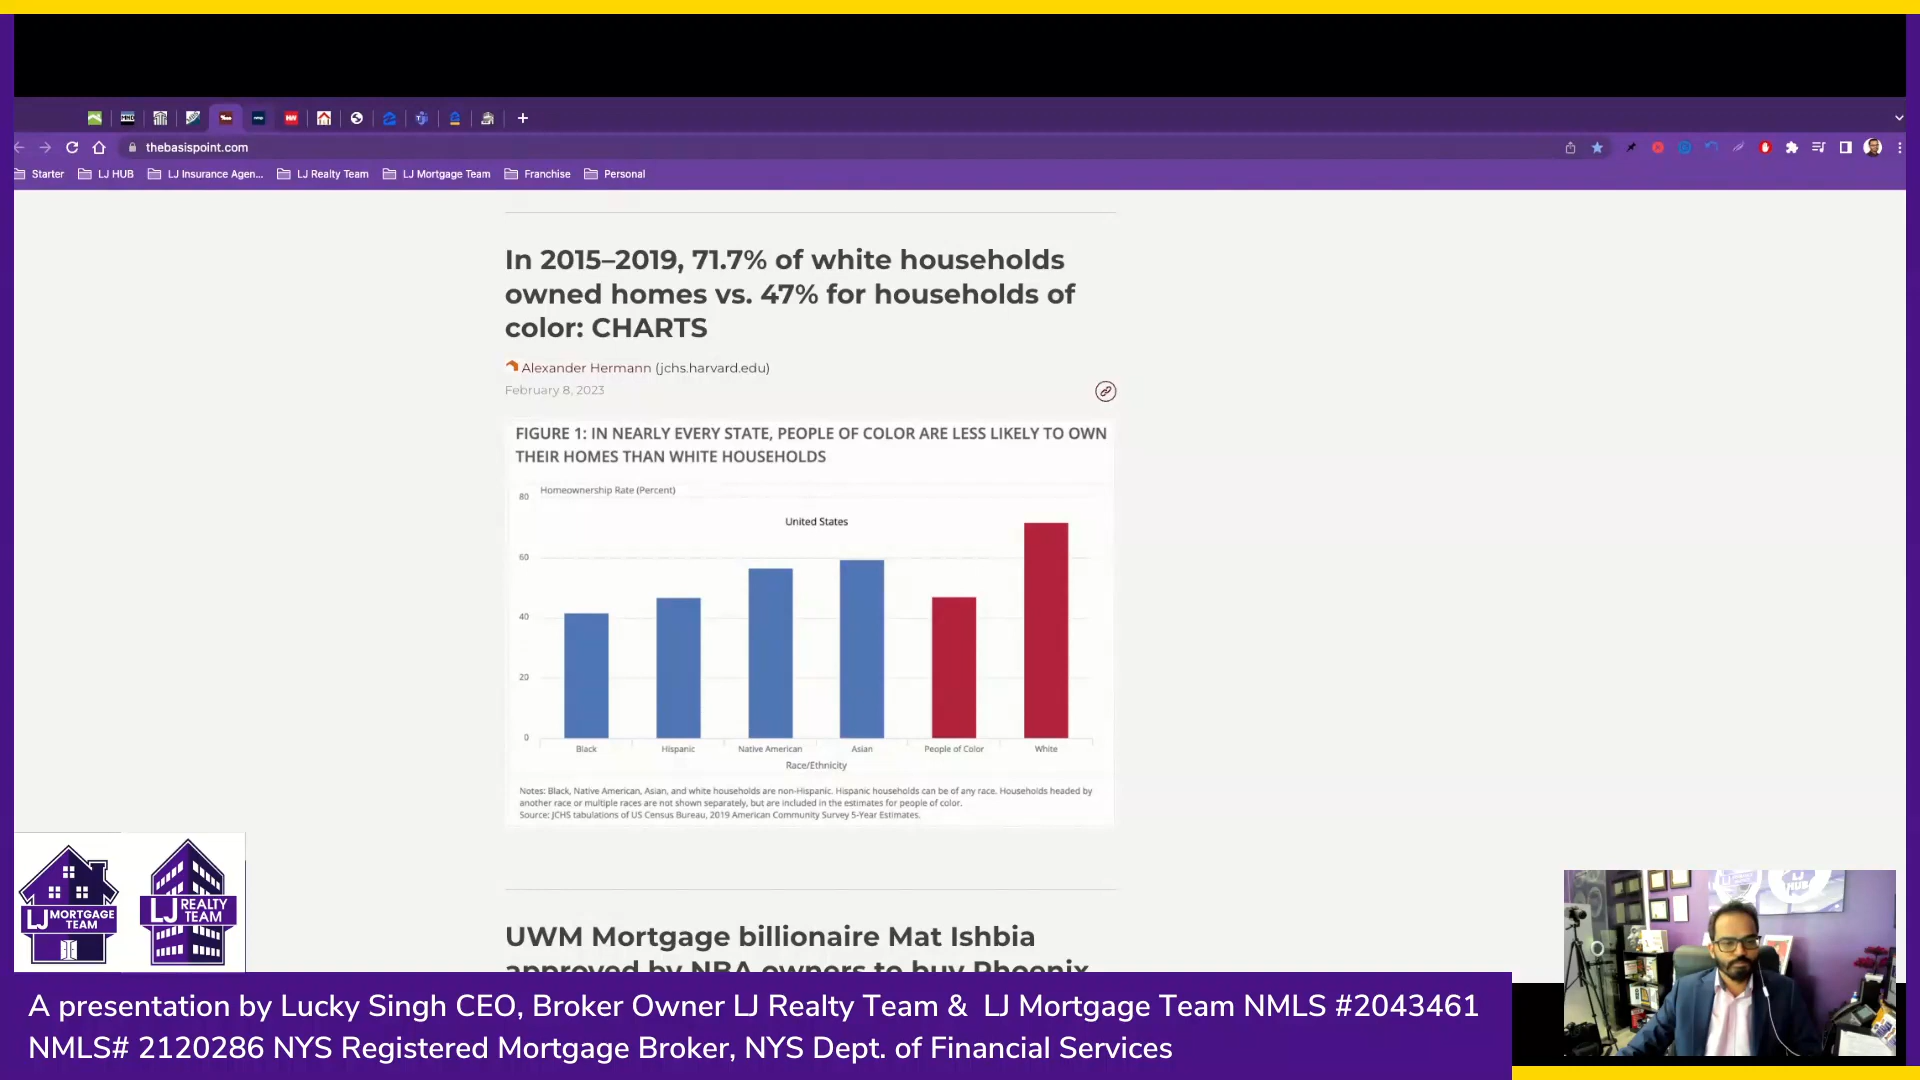 thebasispoint.com
Starter
LJ HUB
LJ Insurance Agen...
LJ Realty Team
LJ Mortgage Team
Franchise
Personal
In 2015–2019, 71.7% of white households
owned homes vs. 47% for households of
color: CHARTS
Alexander Hermann (jchs.harvard.edu)
February 8, 2023
FIGURE 1: IN NEARLY EVERY STATE, PEOPLE OF COLOR ARE LESS LIKELY TO OWN
THEIR HOMES THAN WHITE HOUSEHOLDS
Homeownership Rate (Percent)
80
United States
60
40
20
0
Black
Hispanic
Native American
Asian
People of Color
White
Race/Ethnicity
Notes: Black, Native American, Asian, and white households are non-Hispanic. Hispanic households can be of any race. Households headed by
another race or multiple races are not shown separately, but are included in the estimates for people of color.
Source: JCHS tabulations of US Census Bureau, 2019 American Community Survey 5-Year Estimates.
UWM Mortgage billionaire Mat Ishbia
approved by NBA owners to buy Phoenix
LJ MORTGAGE
TEAM
LJ REALTY
TEAM
A presentation by Lucky Singh CEO, Broker Owner LJ Realty Team & LJ Mortgage Team NMLS #2043461
NMLS# 2120286 NYS Registered Mortgage Broker, NYS Dept. of Financial Services